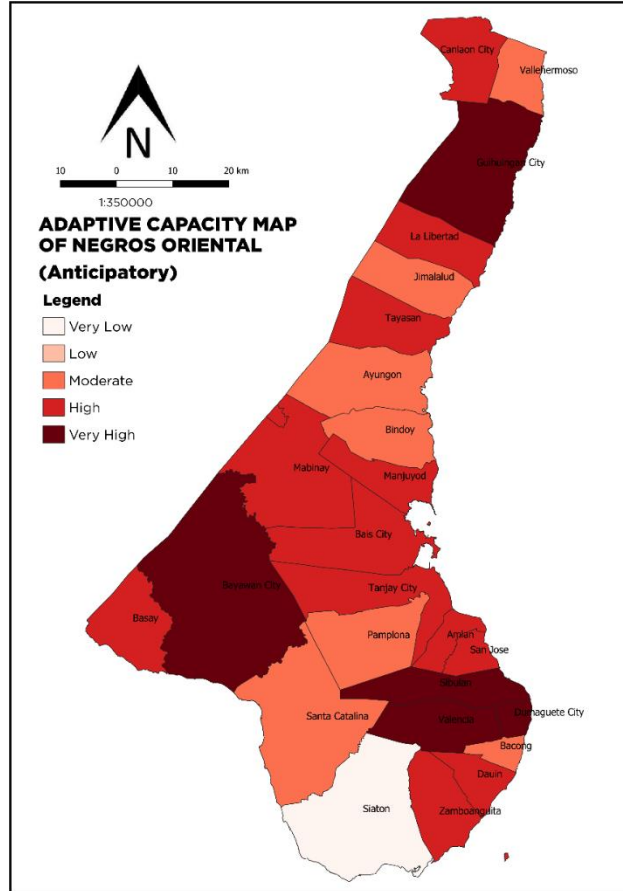 Canlaon City
Vallehermoso
N
10 0 10 20 km
1:350000
Guihulngan City
ADAPTIVE CAPACITY MAP
OF NEGROS ORIENTAL
(Anticipatory)
La Libertad
Legend
Jimalalud
Very Low
Tayasan
Low
Moderate
Ayungon
High
Bindoy
Very High
Mabinay
Manjuyod
Bais City
Bayawan City
Tanjay City
Basay
Pamplona
Amlan
San Jose
Sibulan
Santa Catalina
Valencia
Dumaguete City
Bacong
Dauin
Siaton
Zamboanguita